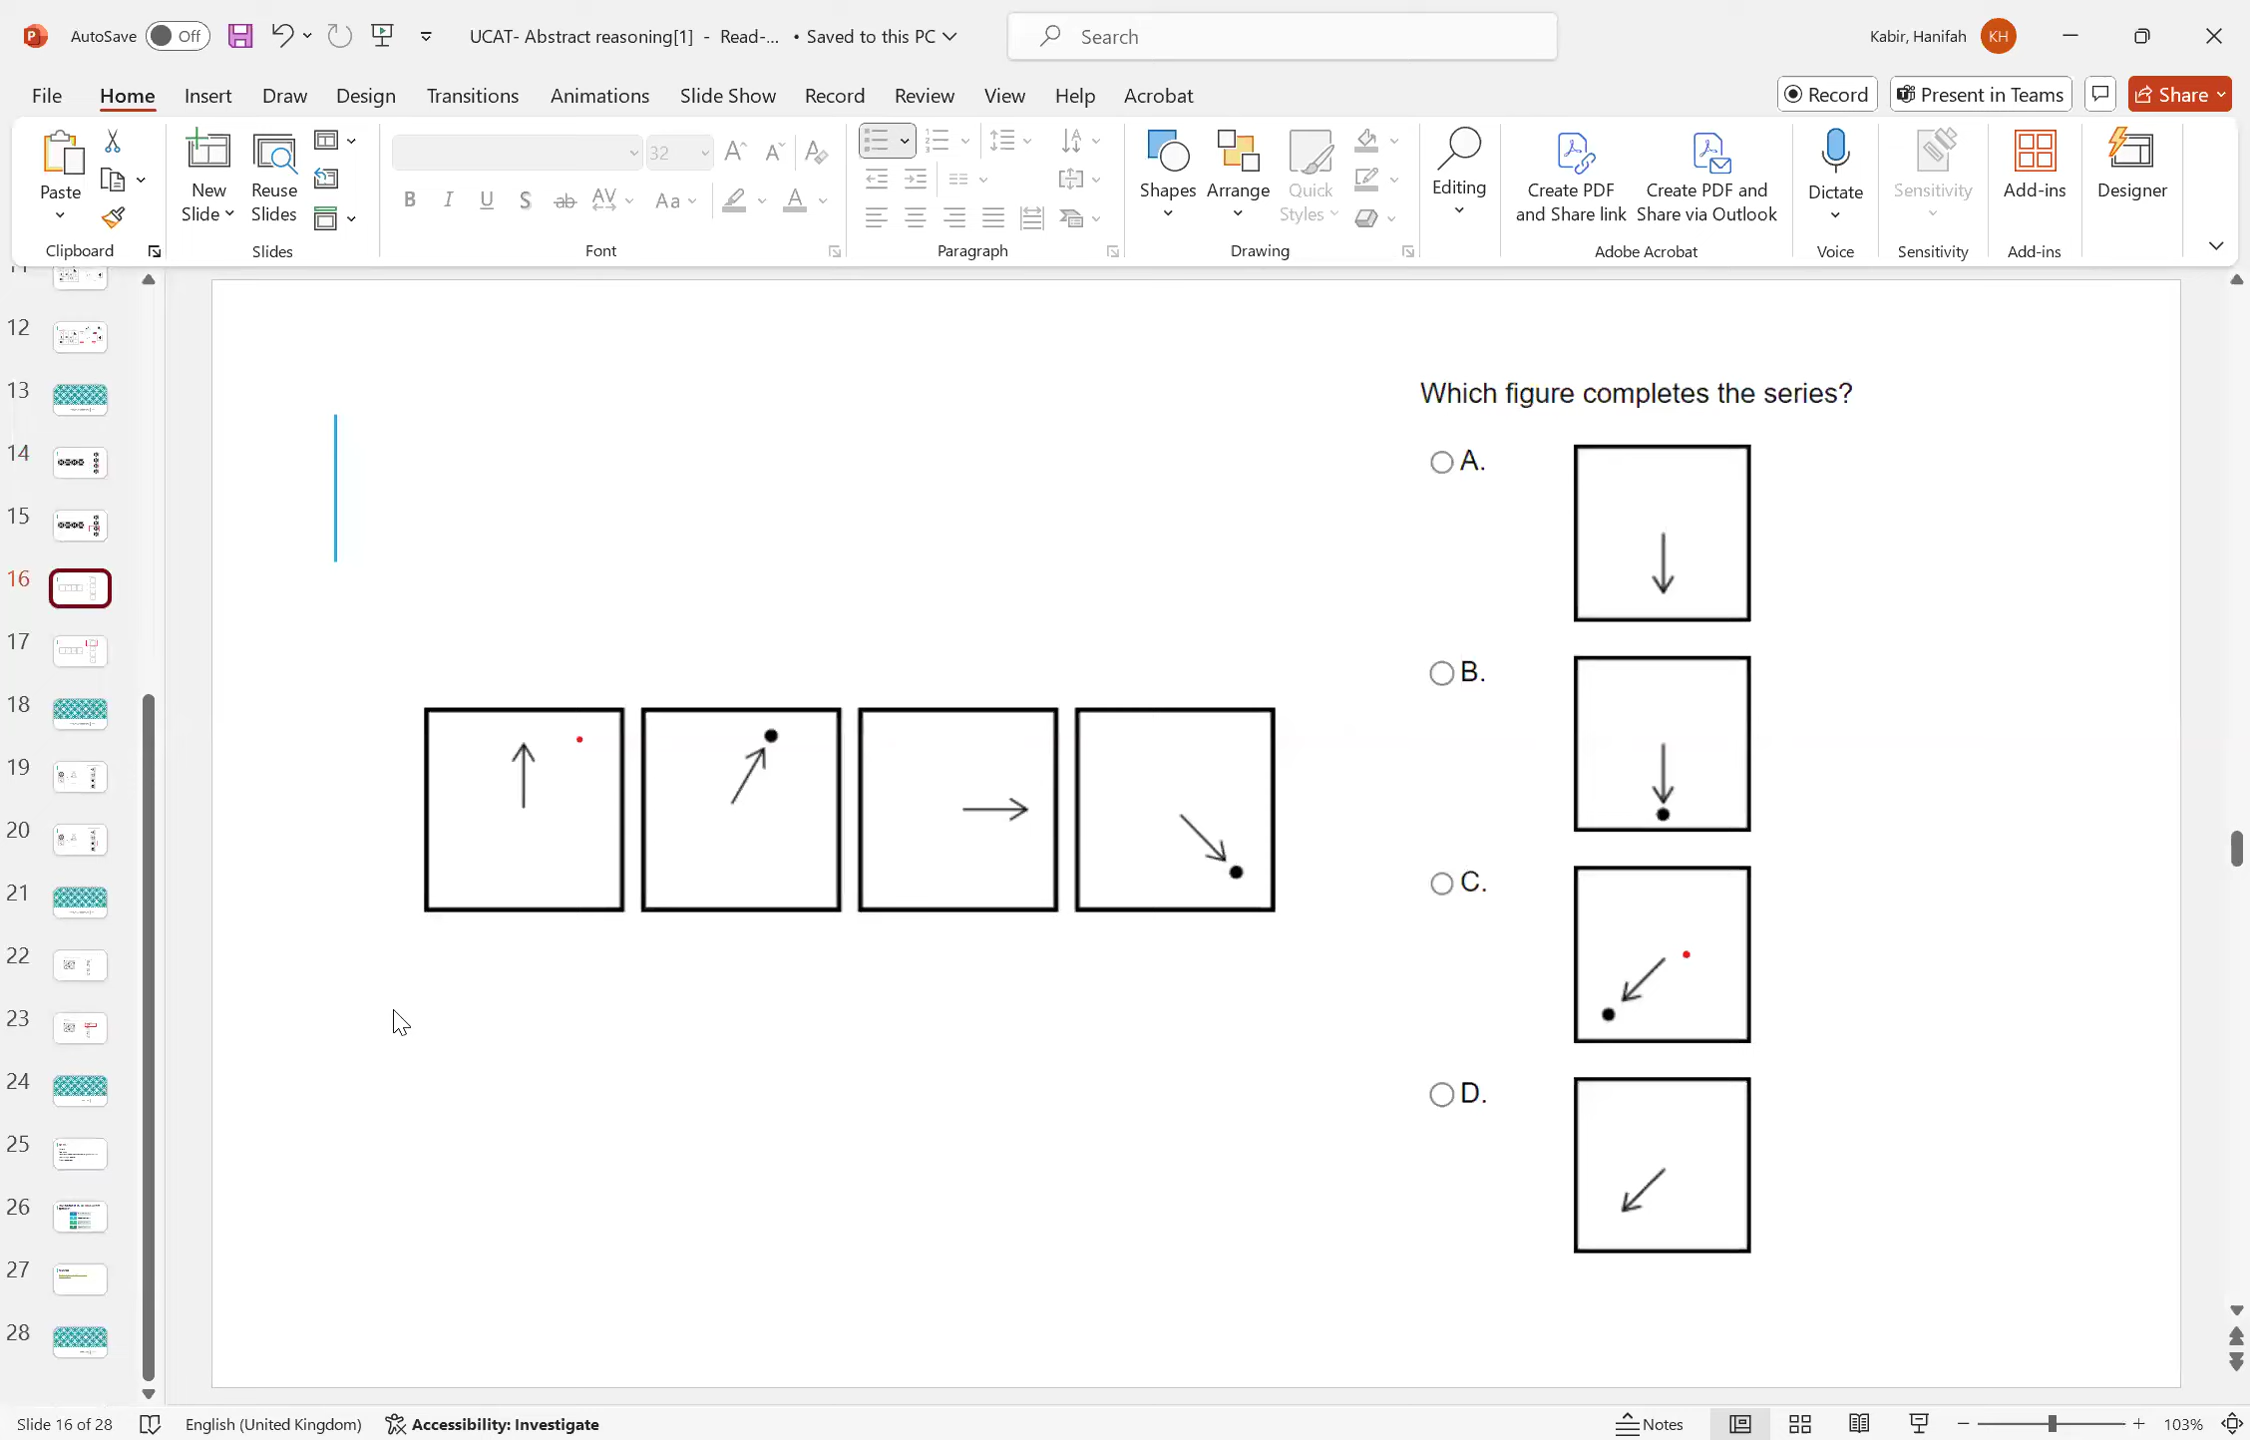 AutoSave Off UCAT- Abstract reasoning[1] - Read-... • Saved to this PC Search Kabir, Hanifah KH
File Home Insert Draw Design Transitions Animations Slide Show Record Review View Help Acrobat Record Present in Teams Share
Paste
New Slide
Reuse Slides
32
B I U S ab AV Aa A
Shapes Arrange Quick Styles
Editing
Create PDF and Share link
Create PDF and Share via Outlook
Dictate
Sensitivity
Add-ins
Designer
Clipboard Slides Font Paragraph Drawing Adobe Acrobat Voice Sensitivity Add-ins
12
13
14
15
16
17
18
19
20
21
22
23
24
25
26
27
28
Which figure completes the series?
A.
B.
C.
D.
Slide 16 of 28 English (United Kingdom) Accessibility: Investigate Notes 103%